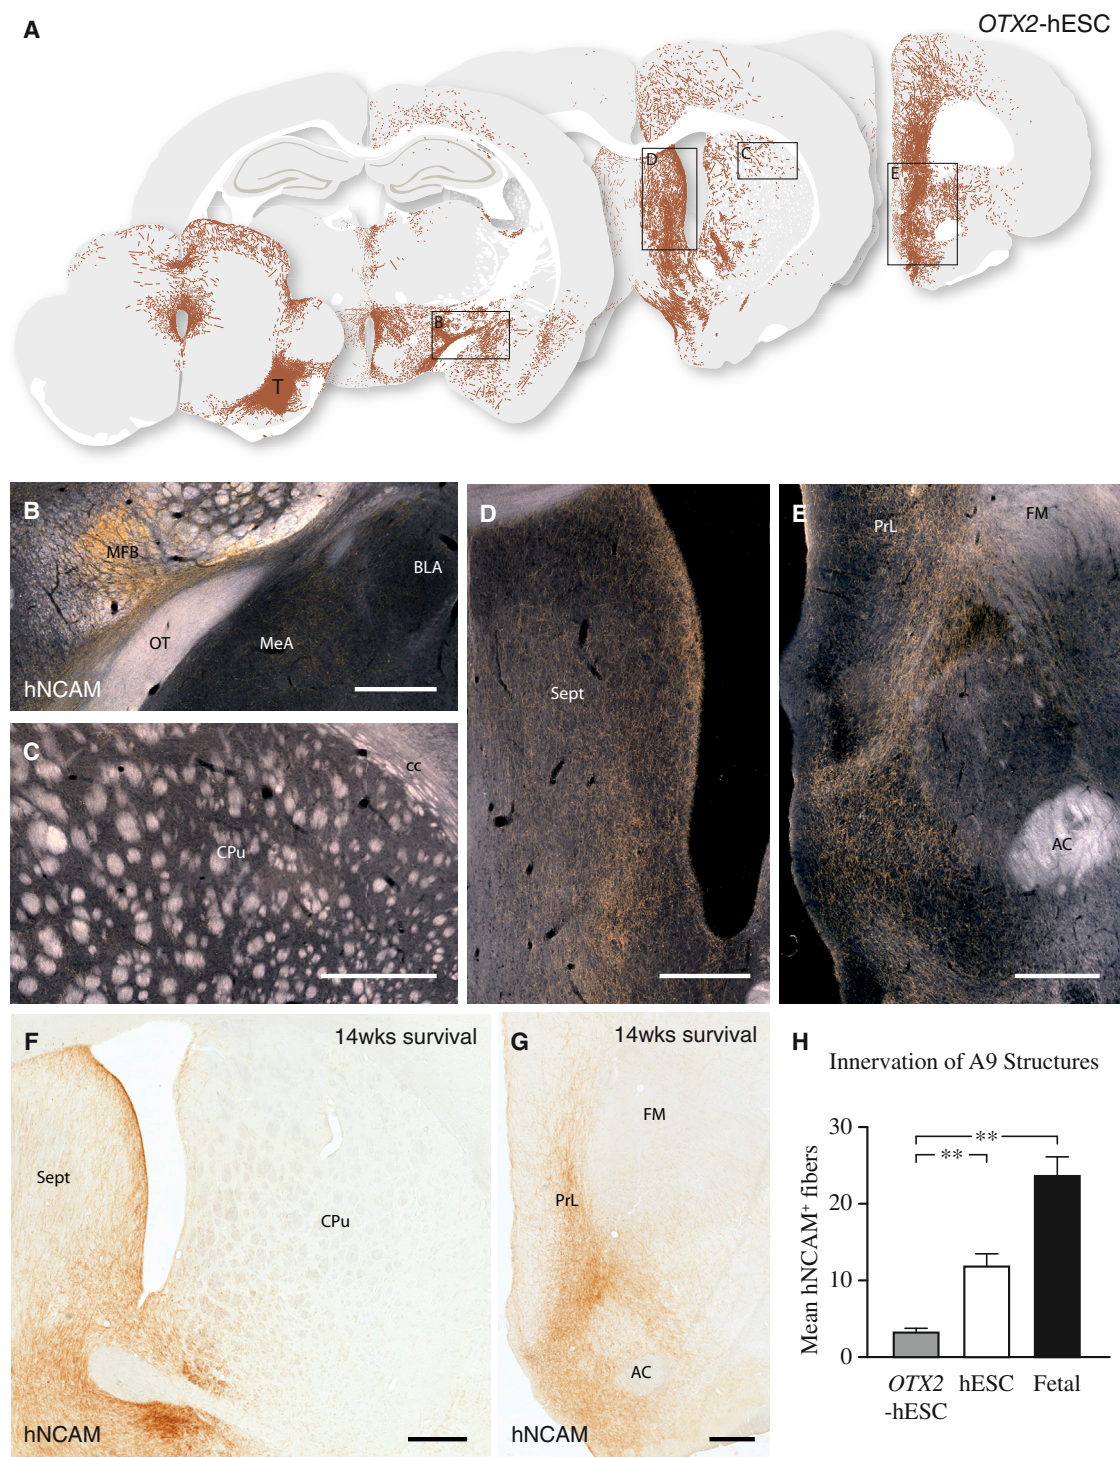 A
OTX2-hESC
D
C
E
B
T
B
MFB
BLA
OT
MeA
hNCAM
C
cc
CPu
D
Sept
E
PrL
FM
AC
F
14wks survival
Sept
CPu
hNCAM
G
14wks survival
FM
PrL
AC
hNCAM
H
Innervation of A9 Structures
Mean hNCAM⁺ fibers
30
20
10
0
**
**
OTX2
-hESC
hESC
Fetal